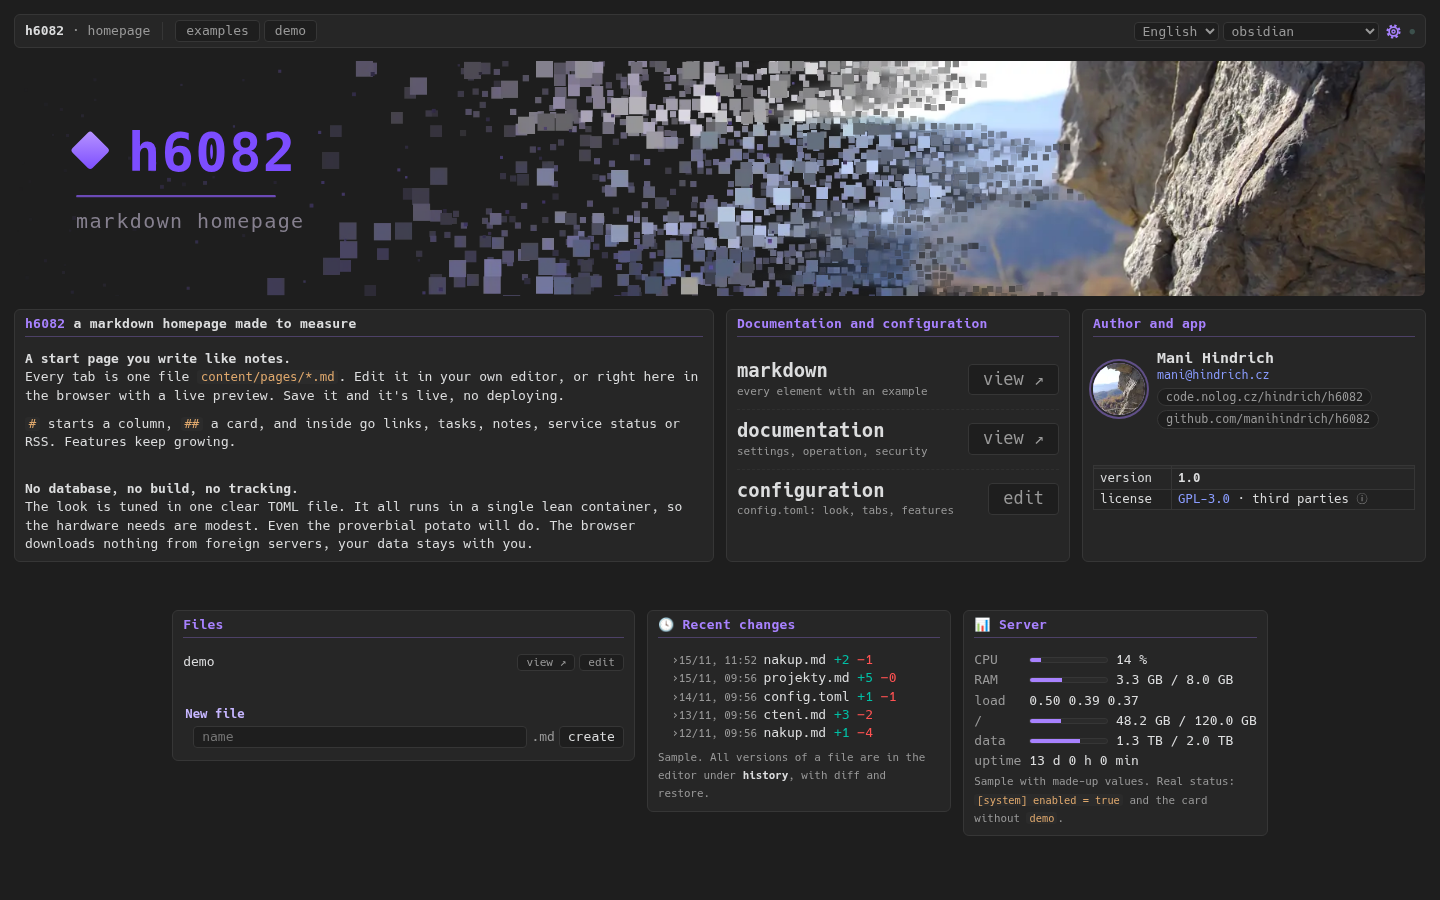 h6082 · homepage
examples
demo
English
obsidian
h6082
markdown homepage
h6082 a markdown homepage made to measure
A start page you write like notes.
Every tab is one file content/pages/*.md. Edit it in your own editor, or right here in
the browser with a live preview. Save it and it's live, no deploying.
# starts a column, ## a card, and inside go links, tasks, notes, service status or
RSS. Features keep growing.
No database, no build, no tracking.
The look is tuned in one clear TOML file. It all runs in a single lean container, so
the hardware needs are modest. Even the proverbial potato will do. The browser
downloads nothing from foreign servers, your data stays with you.
Documentation and configuration
markdown
every element with an example
view ↗
documentation
settings, operation, security
view ↗
configuration
config.toml: look, tabs, features
edit
Author and app
Mani Hindrich
mani@hindrich.cz
code.nolog.cz/hindrich/h6082
github.com/manihindrich/h6082
version 1.0
license GPL-3.0 · third parties ⓘ
Files
demo
view ↗
edit
New file
name
.md
create
🕓 Recent changes
›15/11, 11:52 nakup.md +2 −1
›15/11, 09:56 projekty.md +5 −0
›14/11, 09:56 config.toml +1 −1
›13/11, 09:56 cteni.md +3 −2
›12/11, 09:56 nakup.md +1 −4
Sample. All versions of a file are in the
editor under history, with diff and
restore.
📊 Server
CPU 14 %
RAM 3.3 GB / 8.0 GB
load 0.50 0.39 0.37
/ 48.2 GB / 120.0 GB
data 1.3 TB / 2.0 TB
uptime 13 d 0 h 0 min
Sample with made-up values. Real status:
[system] enabled = true and the card
without demo.